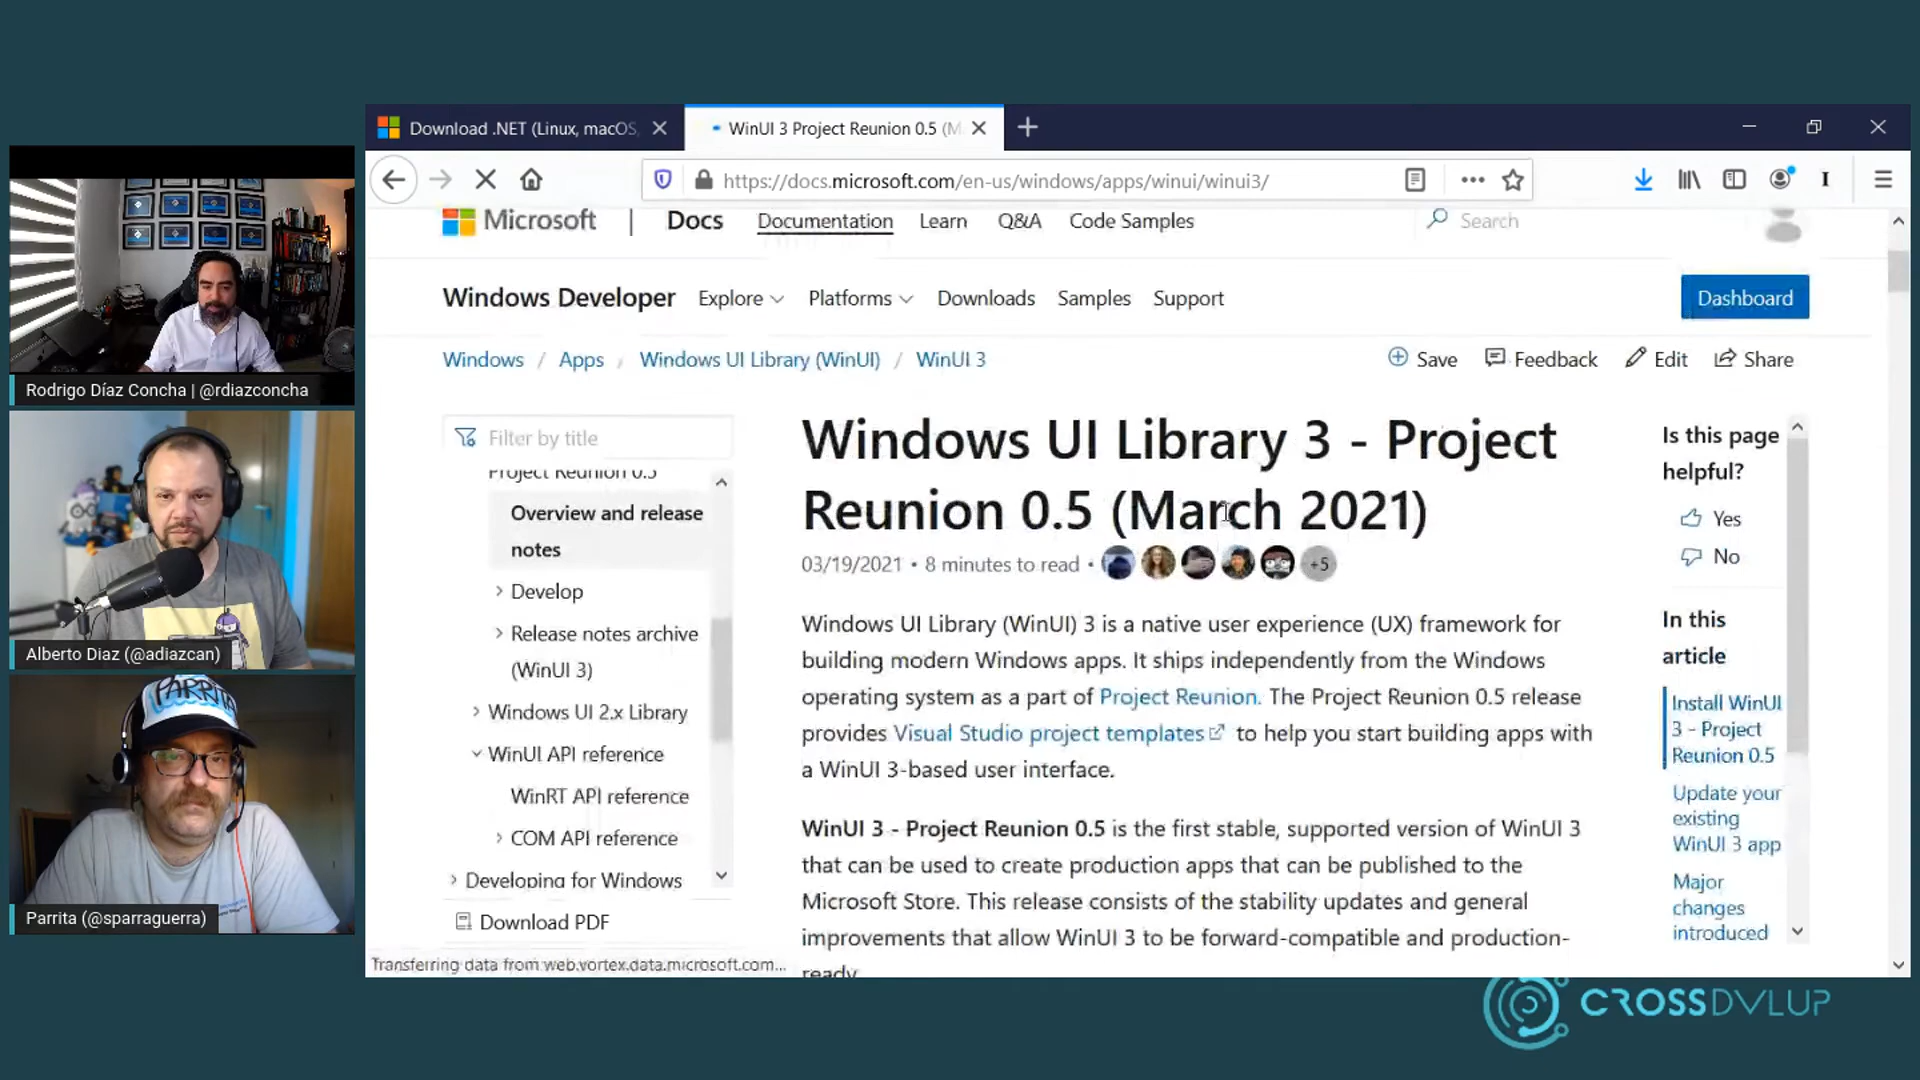 Download .NET (Linux, macOS,
WinUI 3 Project Reunion 0.5 (M
https://docs.microsoft.com/en-us/windows/apps/winui/winui3/
Microsoft | Docs Documentation Learn Q&A Code Samples Search
Windows Developer Explore Platforms Downloads Samples Support Dashboard
Windows / Apps / Windows UI Library (WinUI) / WinUI 3 Save Feedback Edit Share
Filter by title
Project Reunion 0.5
Overview and release
notes
Develop
Release notes archive
(WinUI 3)
Windows UI 2.x Library
WinUI API reference
WinRT API reference
COM API reference
Developing for Windows
Download PDF
Windows UI Library 3 - Project
Reunion 0.5 (March 2021)
03/19/2021 • 8 minutes to read • +5
Windows UI Library (WinUI) 3 is a native user experience (UX) framework for
building modern Windows apps. It ships independently from the Windows
operating system as a part of Project Reunion. The Project Reunion 0.5 release
provides Visual Studio project templates to help you start building apps with
a WinUI 3-based user interface.
WinUI 3 - Project Reunion 0.5 is the first stable, supported version of WinUI 3
that can be used to create production apps that can be published to the
Microsoft Store. This release consists of the stability updates and general
improvements that allow WinUI 3 to be forward-compatible and production-
ready.
Is this page
helpful?
Yes
No
In this
article
Install WinUI
3 - Project
Reunion 0.5
Update your
existing
WinUI 3 app
Major
changes
introduced
Transferring data from web.vortex.data.microsoft.com...
Rodrigo Díaz Concha | @rdiazconcha
Alberto Diaz (@adiazcan)
PARRITA
Parrita (@sparraguerra)
CROSSDVLUP